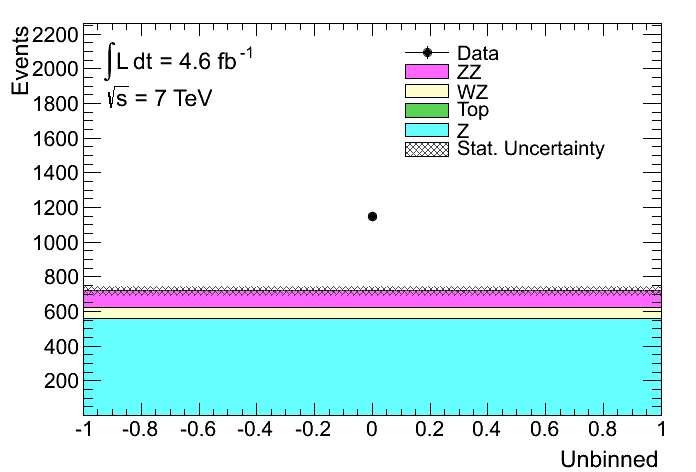 Events
2200
2000
1800
1600
1400
1200
1000
800
600
400
200
∫L dt = 4.6 fb⁻¹
√s = 7 TeV
Data
ZZ
WZ
Top
Z
Stat. Uncertainty
-1 -0.8 -0.6 -0.4 -0.2 0 0.2 0.4 0.6 0.8 1
Unbinned